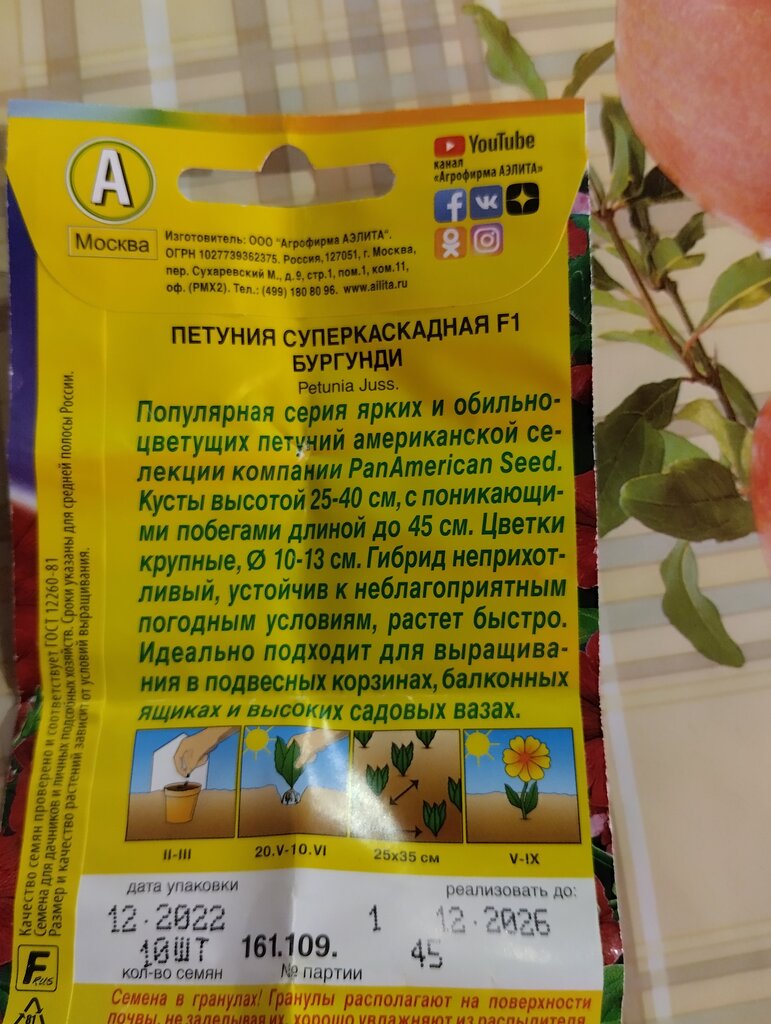 А
Москва
YouTube
канал
«Агрофирма АЭЛИТА»
Изготовитель: ООО "Агрофирма АЭЛИТА".
ОГРН 1027739362375. Россия,127051, г. Москва,
пер. Сухаревский М., д.9, стр.1, пом.1, ком.11,
оф. (РМХ2). Тел.: (499) 180 80 96. www.ailita.ru
ПЕТУНИЯ СУПЕРКАСКАДНАЯ F1
БУРГУНДИ
Petunia Juss.
Популярная серия ярких и обильно-
цветущих петуний американской се-
лекции компании PanAmerican Seed.
Кусты высотой 25-40 см, с поникающи-
ми побегами длиной до 45 см. Цветки
крупные, Ø 10-13 см. Гибрид неприхот-
ливый, устойчив к неблагоприятным
погодным условиям, растет быстро.
Идеально подходит для выращива-
ния в подвесных корзинах, балконных
ящиках и высоких садовых вазах.
Качество семян проверено и соответствует ГОСТ 12260-81
Семена для дачников и личных подсобных хозяйств. Сроки указаны для средней полосы России.
Размер и качество растений зависит от условий выращивания.
II-III
20.V-10.VI
25x35 см
V-IX
дата упаковки
реализовать до:
12.2022
1
12.2026
10ШТ
161.109.
45
кол-во семян
№ партии
F RUS
81
Семена в гранулах! Гранулы располагают на поверхности
почвы, не заделывая их, хорошо увлажняют из распылителя